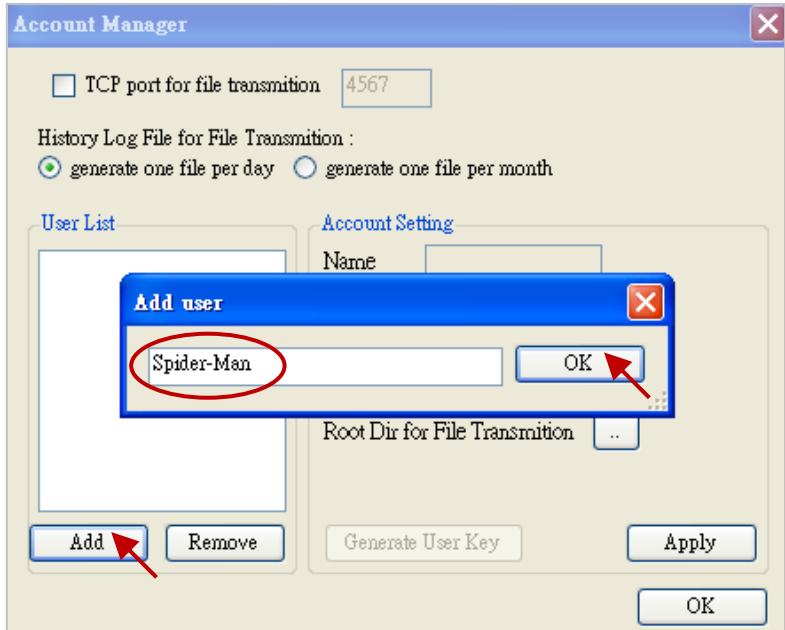 Account Manager
TCP port for file transmition 4567
History Log File for File Transmition :
generate one file per day generate one file per month
User List Account Setting
Name
Add user
Spider-Man OK
Root Dir for File Transmition ..
Add Remove Generate User Key Apply
OK